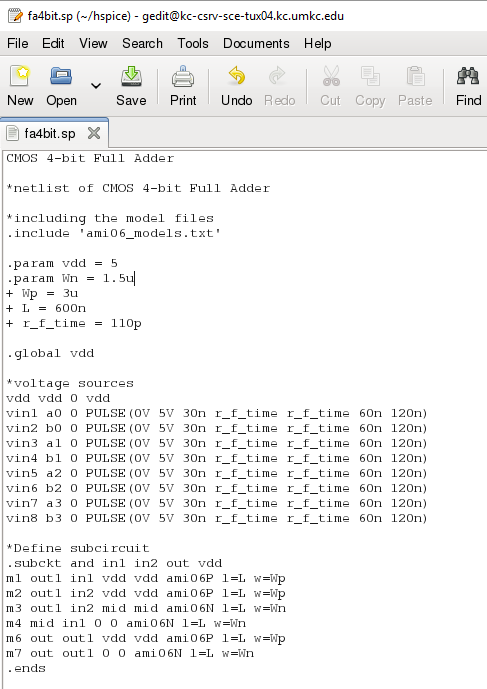 fa4bit.sp (~/hspice) - gedit@kc-csrv-sce-tux04.kc.umkc.edu
File Edit View Search Tools Documents Help
New Open Save Print Undo Redo Cut Copy Paste Find
fa4bit.sp
CMOS 4-bit Full Adder
*netlist of CMOS 4-bit Full Adder
*including the model files
.include 'ami06_models.txt'
.param vdd = 5
.param Wn = 1.5u
+ Wp = 3u
+ L = 600n
+ r_f_time = 110p
.global vdd
*voltage sources
vdd vdd 0 vdd
vin1 a0 0 PULSE(0V 5V 30n r_f_time r_f_time 60n 120n)
vin2 b0 0 PULSE(0V 5V 30n r_f_time r_f_time 60n 120n)
vin3 a1 0 PULSE(0V 5V 30n r_f_time r_f_time 60n 120n)
vin4 b1 0 PULSE(0V 5V 30n r_f_time r_f_time 60n 120n)
vin5 a2 0 PULSE(0V 5V 30n r_f_time r_f_time 60n 120n)
vin6 b2 0 PULSE(0V 5V 30n r_f_time r_f_time 60n 120n)
vin7 a3 0 PULSE(0V 5V 30n r_f_time r_f_time 60n 120n)
vin8 b3 0 PULSE(0V 5V 30n r_f_time r_f_time 60n 120n)
*Define subcircuit
.subckt and in1 in2 out vdd
m1 out1 in1 vdd vdd ami06P l=L w=Wp
m2 out1 in2 vdd vdd ami06P l=L w=Wp
m3 out1 in2 mid mid ami06N l=L w=Wn
m4 mid in1 0 0 ami06N l=L w=Wn
m6 out out1 vdd vdd ami06P l=L w=Wp
m7 out out1 0 0 ami06N l=L w=Wn
.ends